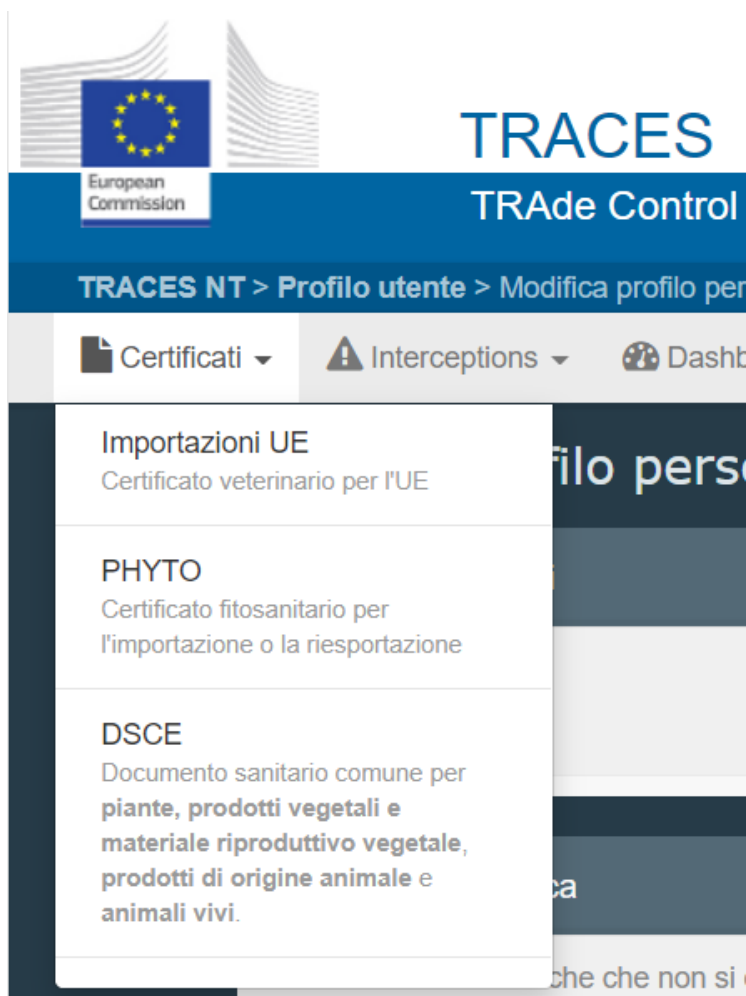 European
Commission
TRACES
TRAde Control
TRACES NT > Profilo utente > Modifica profilo per
Certificati
Interceptions
Dashb
Importazioni UE
Certificato veterinario per l'UE
filo perso
PHYTO
Certificato fitosanitario per
l'importazione o la riesportazione
DSCE
Documento sanitario comune per
piante, prodotti vegetali e
materiale riproduttivo vegetale,
prodotti di origine animale e
animali vivi.
ca
che che non si